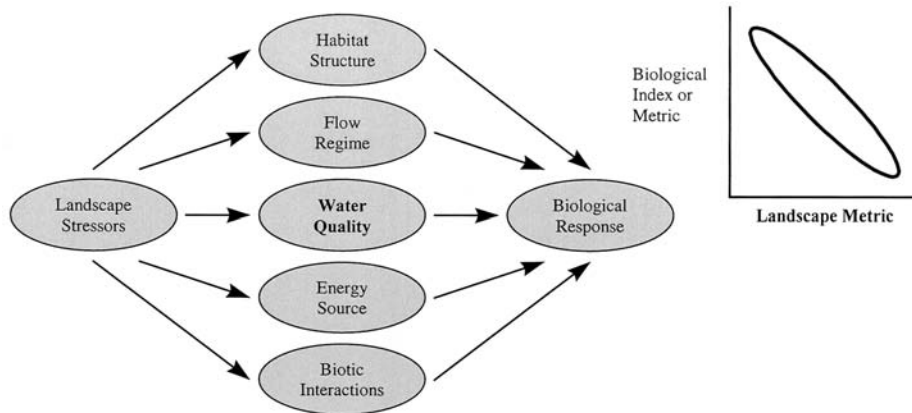 Habitat
Structure
Flow
Regime
Landscape
Stressors
Water
Quality
Biological
Response
Energy
Source
Biotic
Interactions
Biological
Index or
Metric
Landscape Metric